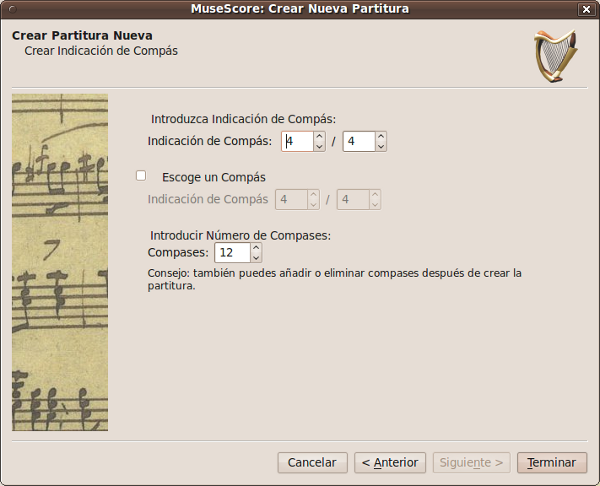 MuseScore: Crear Nueva Partitura
Crear Partitura Nueva
Crear Indicación de Compás
Introduzca Indicación de Compás:
Indicación de Compás: 4 / 4
Escoge un Compás
Indicación de Compás 4 / 4
Introducir Número de Compases:
Compases: 12
Consejo: también puedes añadir o eliminar compases después de crear la
partitura.
Cancelar < Anterior Siguiente > Terminar